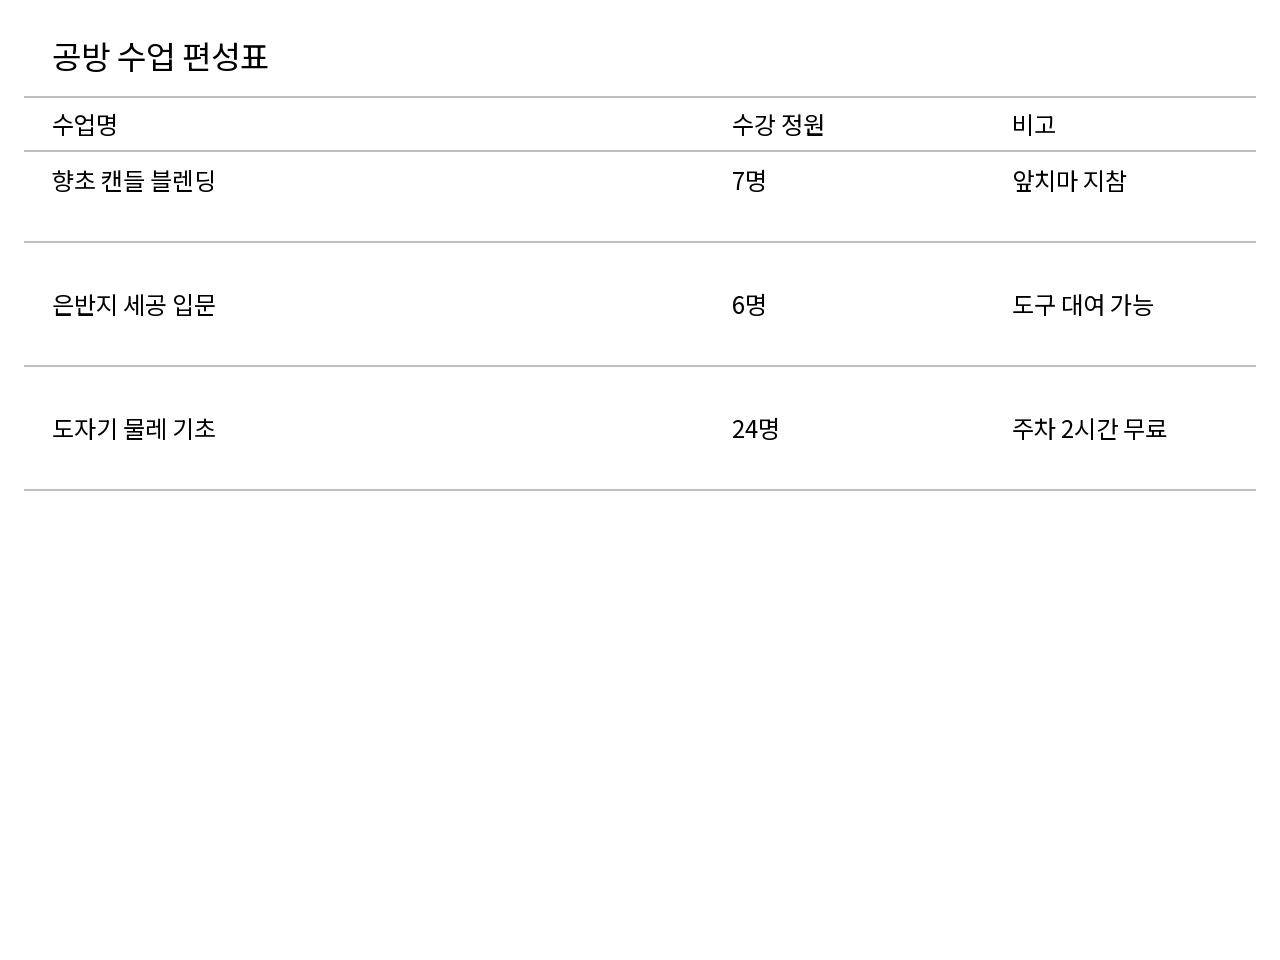 공방 수업 편성표
수업명 수강 정원 비고
향초 캔들 블렌딩 7명 앞치마 지참
은반지 세공 입문 6명 도구 대여 가능
도자기 물레 기초 24명 주차 2시간 무료